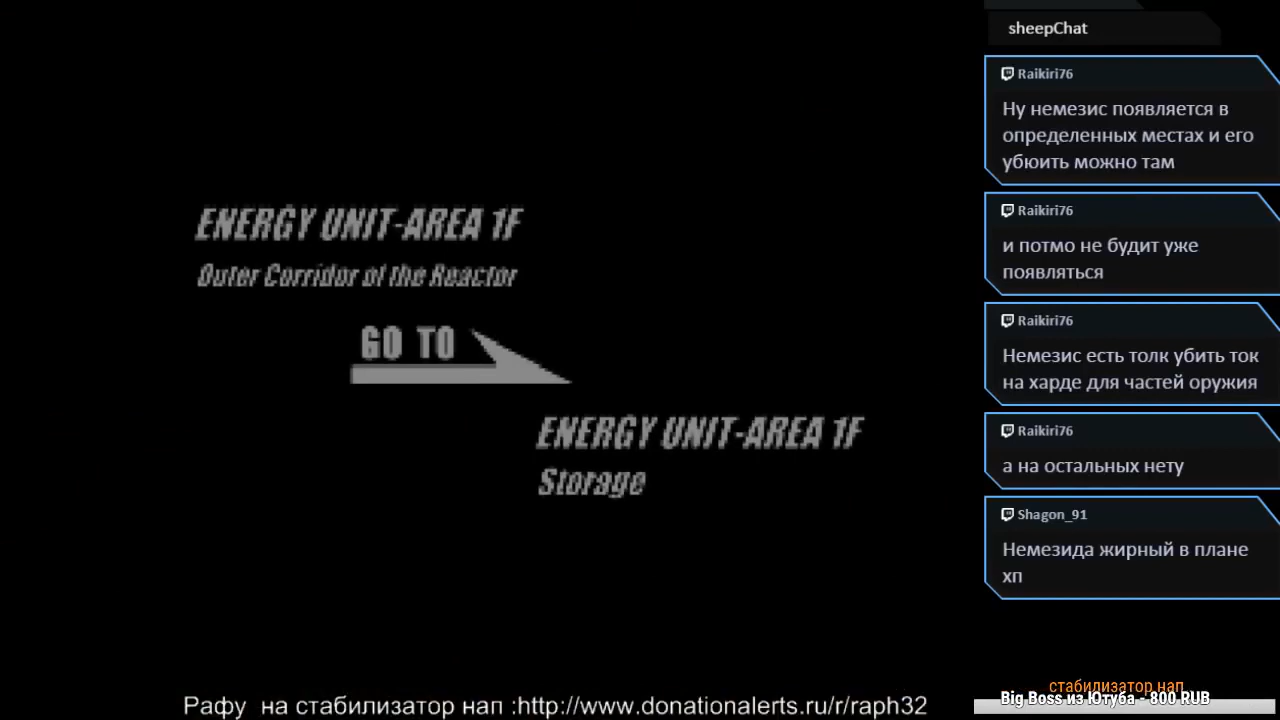 ENERGY UNIT-AREA 1F
Outer Corridor of the Reactor
GO TO
ENERGY UNIT-AREA 1F
Storage
sheepChat
Raikiri76
Ну немезис появляется в
определенных местах и его
убюить можно там
Raikiri76
и потмо не будит уже
появляться
Raikiri76
Немезис есть толк убить ток
на харде для частей оружия
Raikiri76
а на остальных нету
Shagon_91
Немезида жирный в плане
хп
стабилизатор нап
Big Boss из Ютуба - 800 RUB
Рафу на стабилизатор нап :http://www.donationalerts.ru/r/raph32